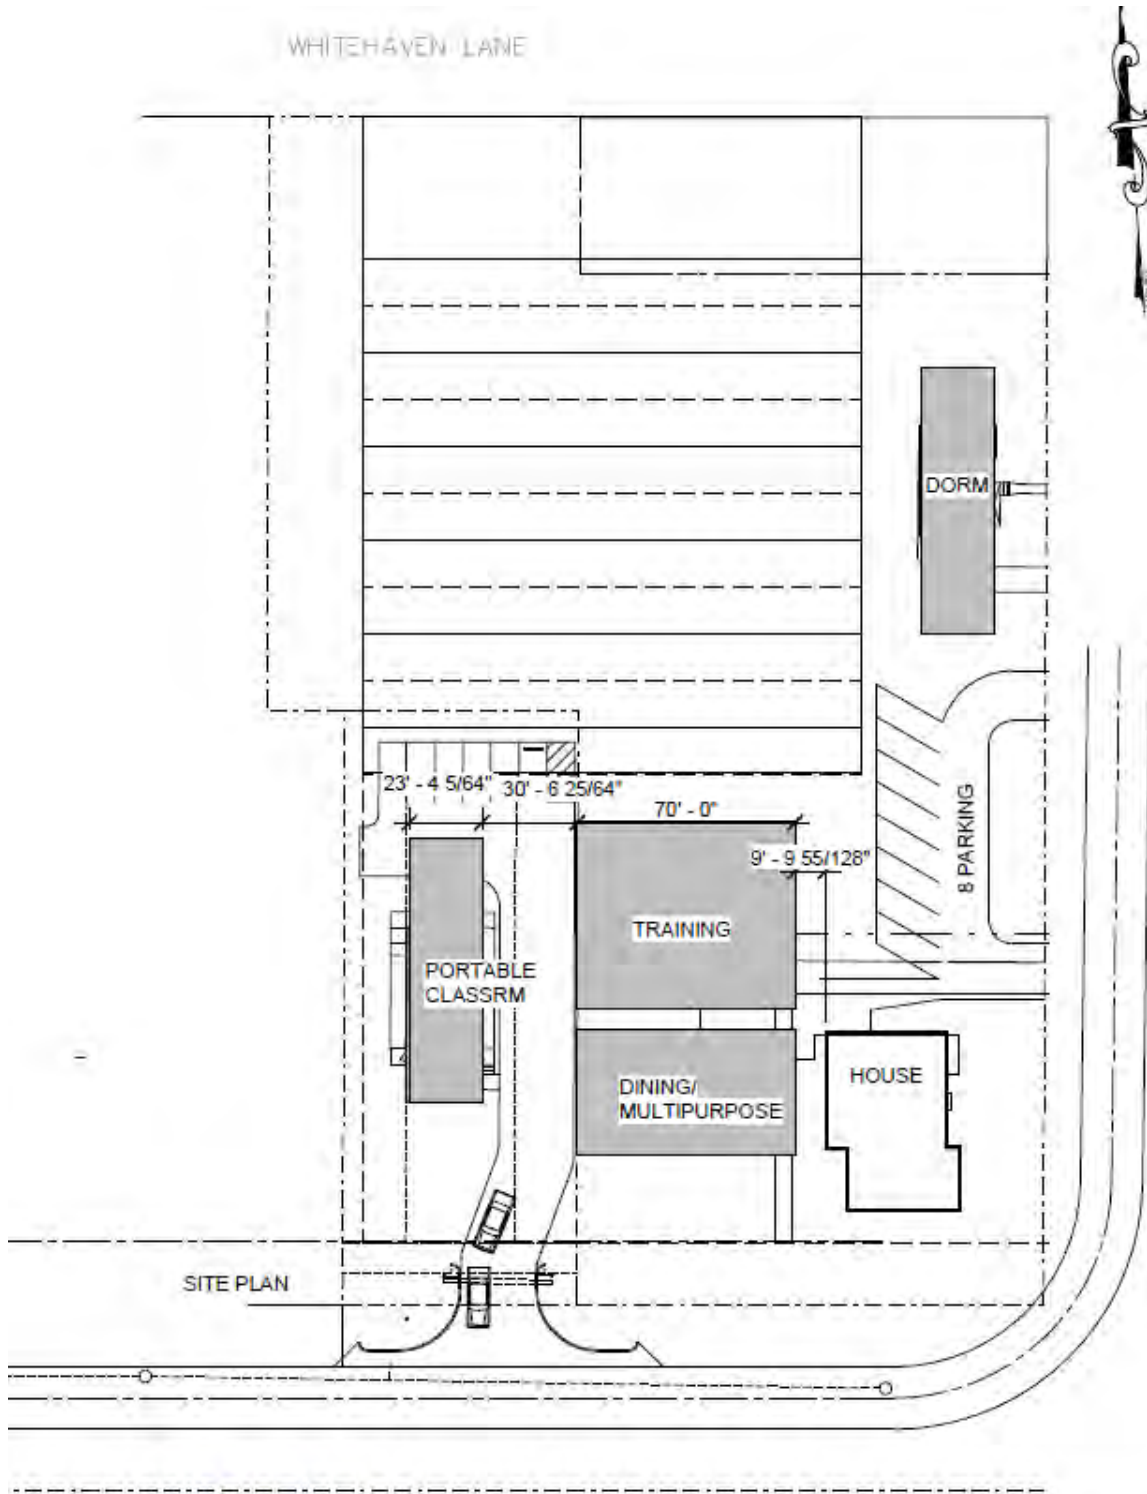 WHITEHAVEN LANE
DORM
23' - 4 5/64"
30' - 6 25/64"
70' - 0"
9' - 9 55/128"
8 PARKING
TRAINING
PORTABLE
CLASSRM
HOUSE
DINING/
MULTIPURPOSE
SITE PLAN